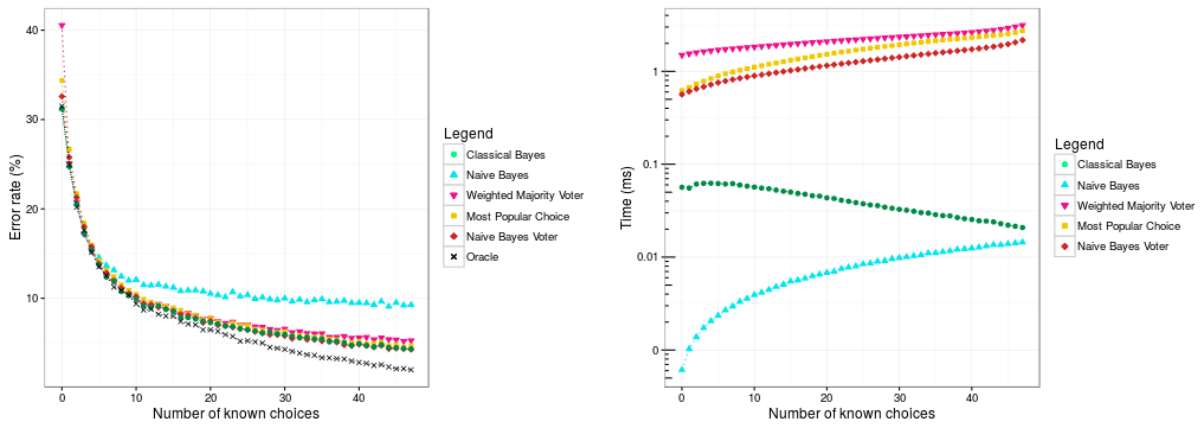 40
30
20
10
Error rate (%)
0
10
20
30
40
Number of known choices
Legend
Classical Bayes
Naive Bayes
Weighted Majority Voter
Most Popular Choice
Naive Bayes Voter
Oracle
1
0.1
0.01
0
Time (ms)
0
10
20
30
40
Number of known choices
Legend
Classical Bayes
Naive Bayes
Weighted Majority Voter
Most Popular Choice
Naive Bayes Voter